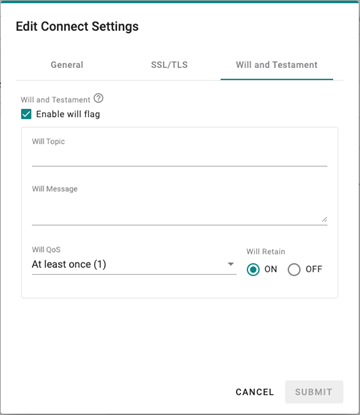 Edit Connect Settings
General SSL/TLS Will and Testament
Will and Testament ?
Enable will flag
Will Topic
Will Message
Will QoS Will Retain
At least once (1) ON OFF
CANCEL SUBMIT